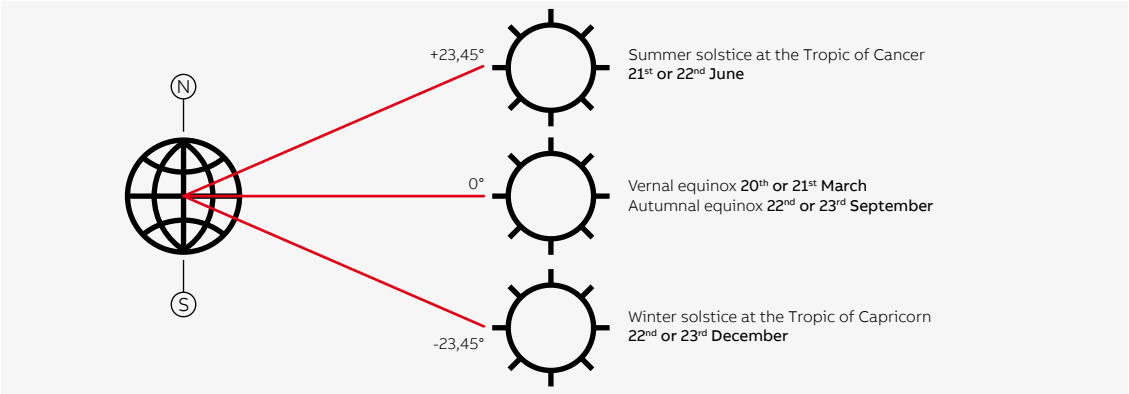 N
+23,45°
Summer solstice at the Tropic of Cancer
21st or 22nd June
0°
Vernal equinox 20th or 21st March
Autumnal equinox 22nd or 23rd September
S
-23,45°
Winter solstice at the Tropic of Capricorn
22nd or 23rd December